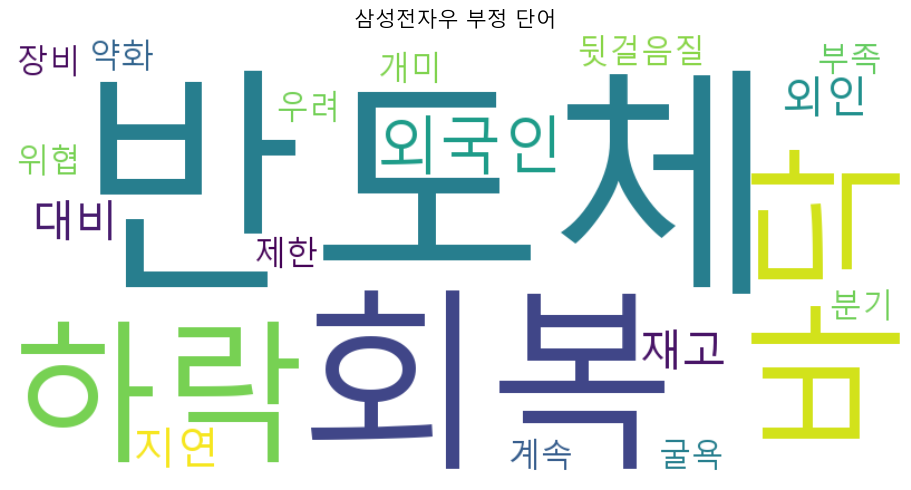 삼성전자우 부정 단어
장비 약화 개미 뒷걸음질 부족
우려 외국인 외인
위협 반도체 바닥
대비 제한
하락 회복 재고 분기
지연 계속 굴욕